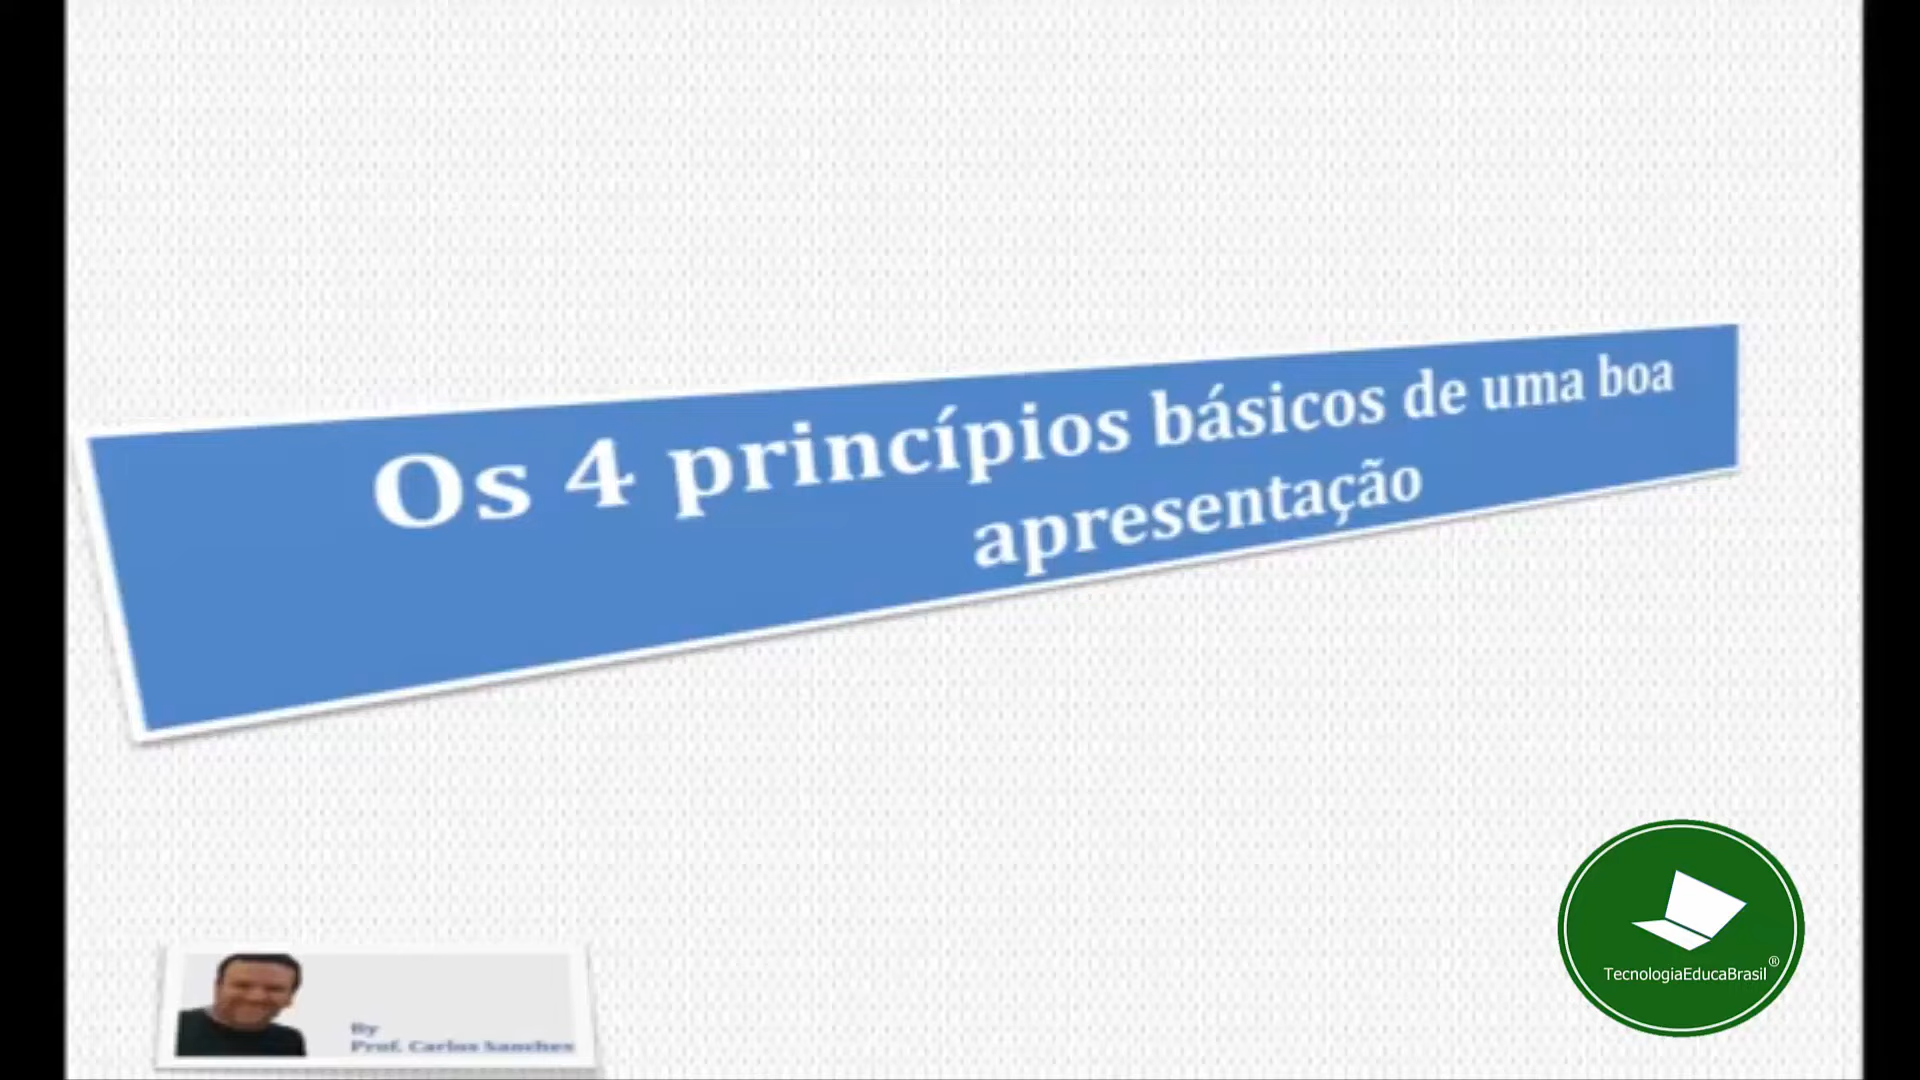 Os 4 princípios básicos de uma boa
apresentação
By
Prof. Carlos Sanches
TecnologiaEducaBrasil®